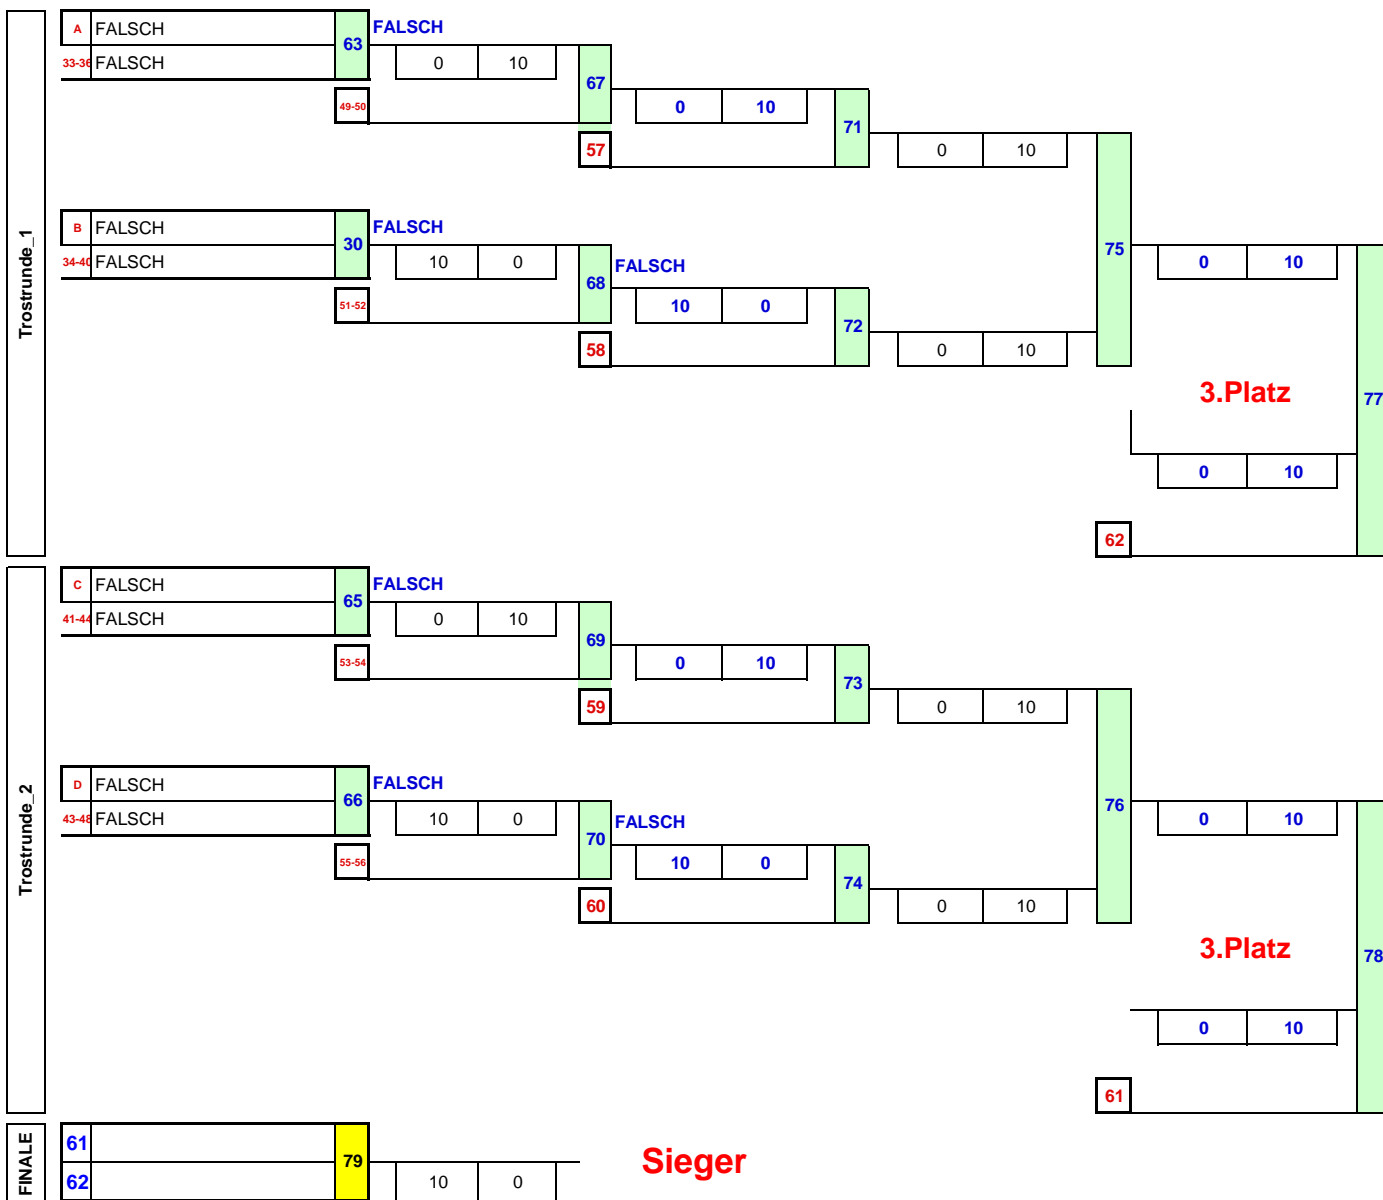 Trostrunde_1
A FALSCH 63 FALSCH
33-36 FALSCH 0 10
67
49-50 0 10
71
57 0 10
B FALSCH 30 FALSCH
34-40 FALSCH 10 0
68 FALSCH
75 0 10
51-52 10 0
72
58 0 10
3.Platz
77
0 10
62
Trostrunde_2
C FALSCH 65 FALSCH
41-44 FALSCH 0 10
69
53-54 0 10
73
59 0 10
D FALSCH 66 FALSCH
43-48 FALSCH 10 0
70 FALSCH
76 0 10
55-56 10 0
74
60 0 10
3.Platz
78
0 10
61
FINALE
61
79 Sieger
62 10 0